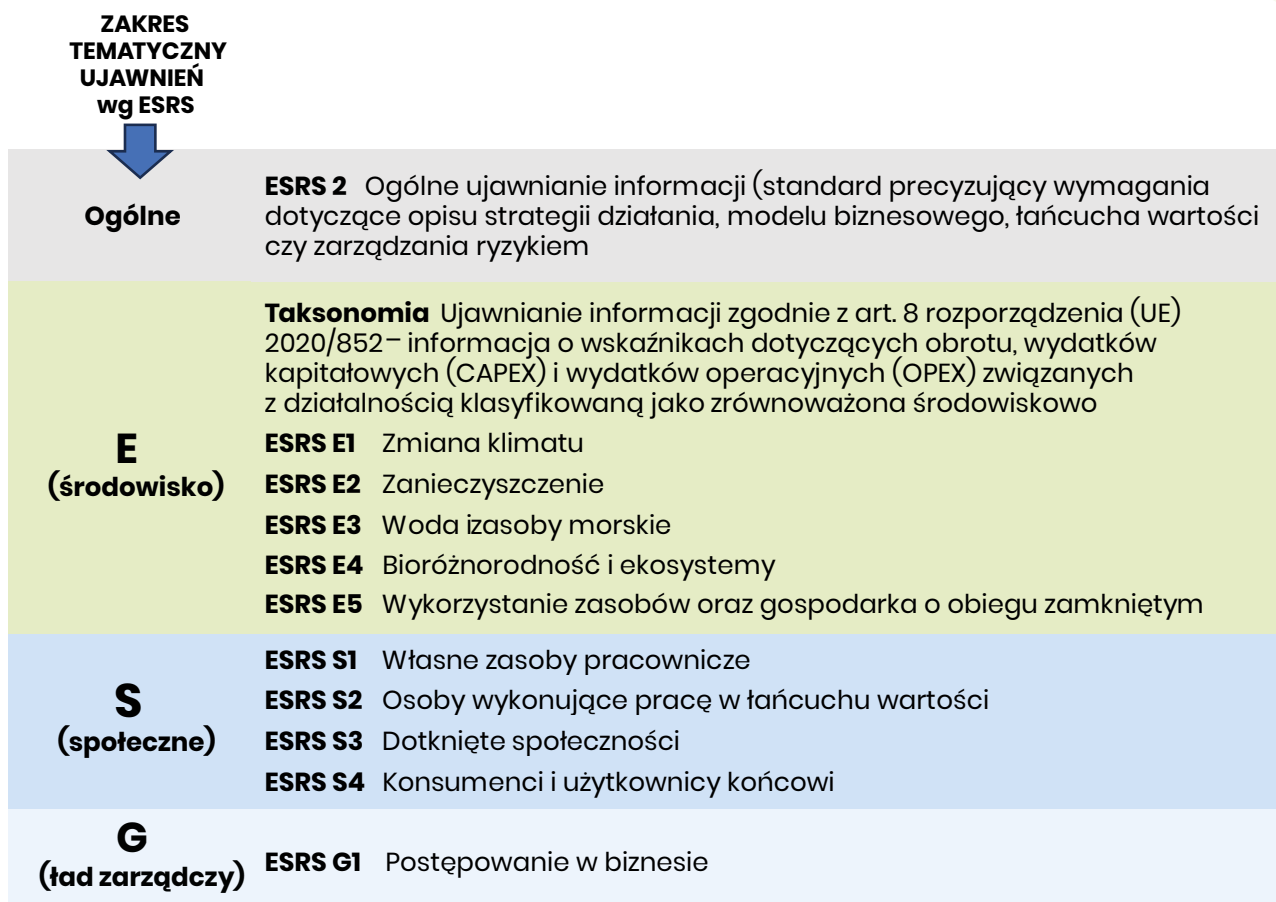 ZAKRES
TEMATYCZNY
UJAWNIEŃ
wg ESRS
Ogólne
ESRS 2 Ogólne ujawnianie informacji (standard precyzujący wymagania
dotyczące opisu strategii działania, modelu biznesowego, łańcucha wartości
czy zarządzania ryzykiem
E
(środowisko)
Taksonomia Ujawnianie informacji zgodnie z art. 8 rozporządzenia (UE)
2020/852– informacja o wskaźnikach dotyczących obrotu, wydatków
kapitałowych (CAPEX) i wydatków operacyjnych (OPEX) związanych
z działalnością klasyfikowaną jako zrównoważona środowiskowo
ESRS E1 Zmiana klimatu
ESRS E2 Zanieczyszczenie
ESRS E3 Woda izasoby morskie
ESRS E4 Bioróżnorodność i ekosystemy
ESRS E5 Wykorzystanie zasobów oraz gospodarka o obiegu zamkniętym
S
(społeczne)
ESRS S1 Własne zasoby pracownicze
ESRS S2 Osoby wykonujące pracę w łańcuchu wartości
ESRS S3 Dotknięte społeczności
ESRS S4 Konsumenci i użytkownicy końcowi
G
(ład zarządczy)
ESRS G1 Postępowanie w biznesie